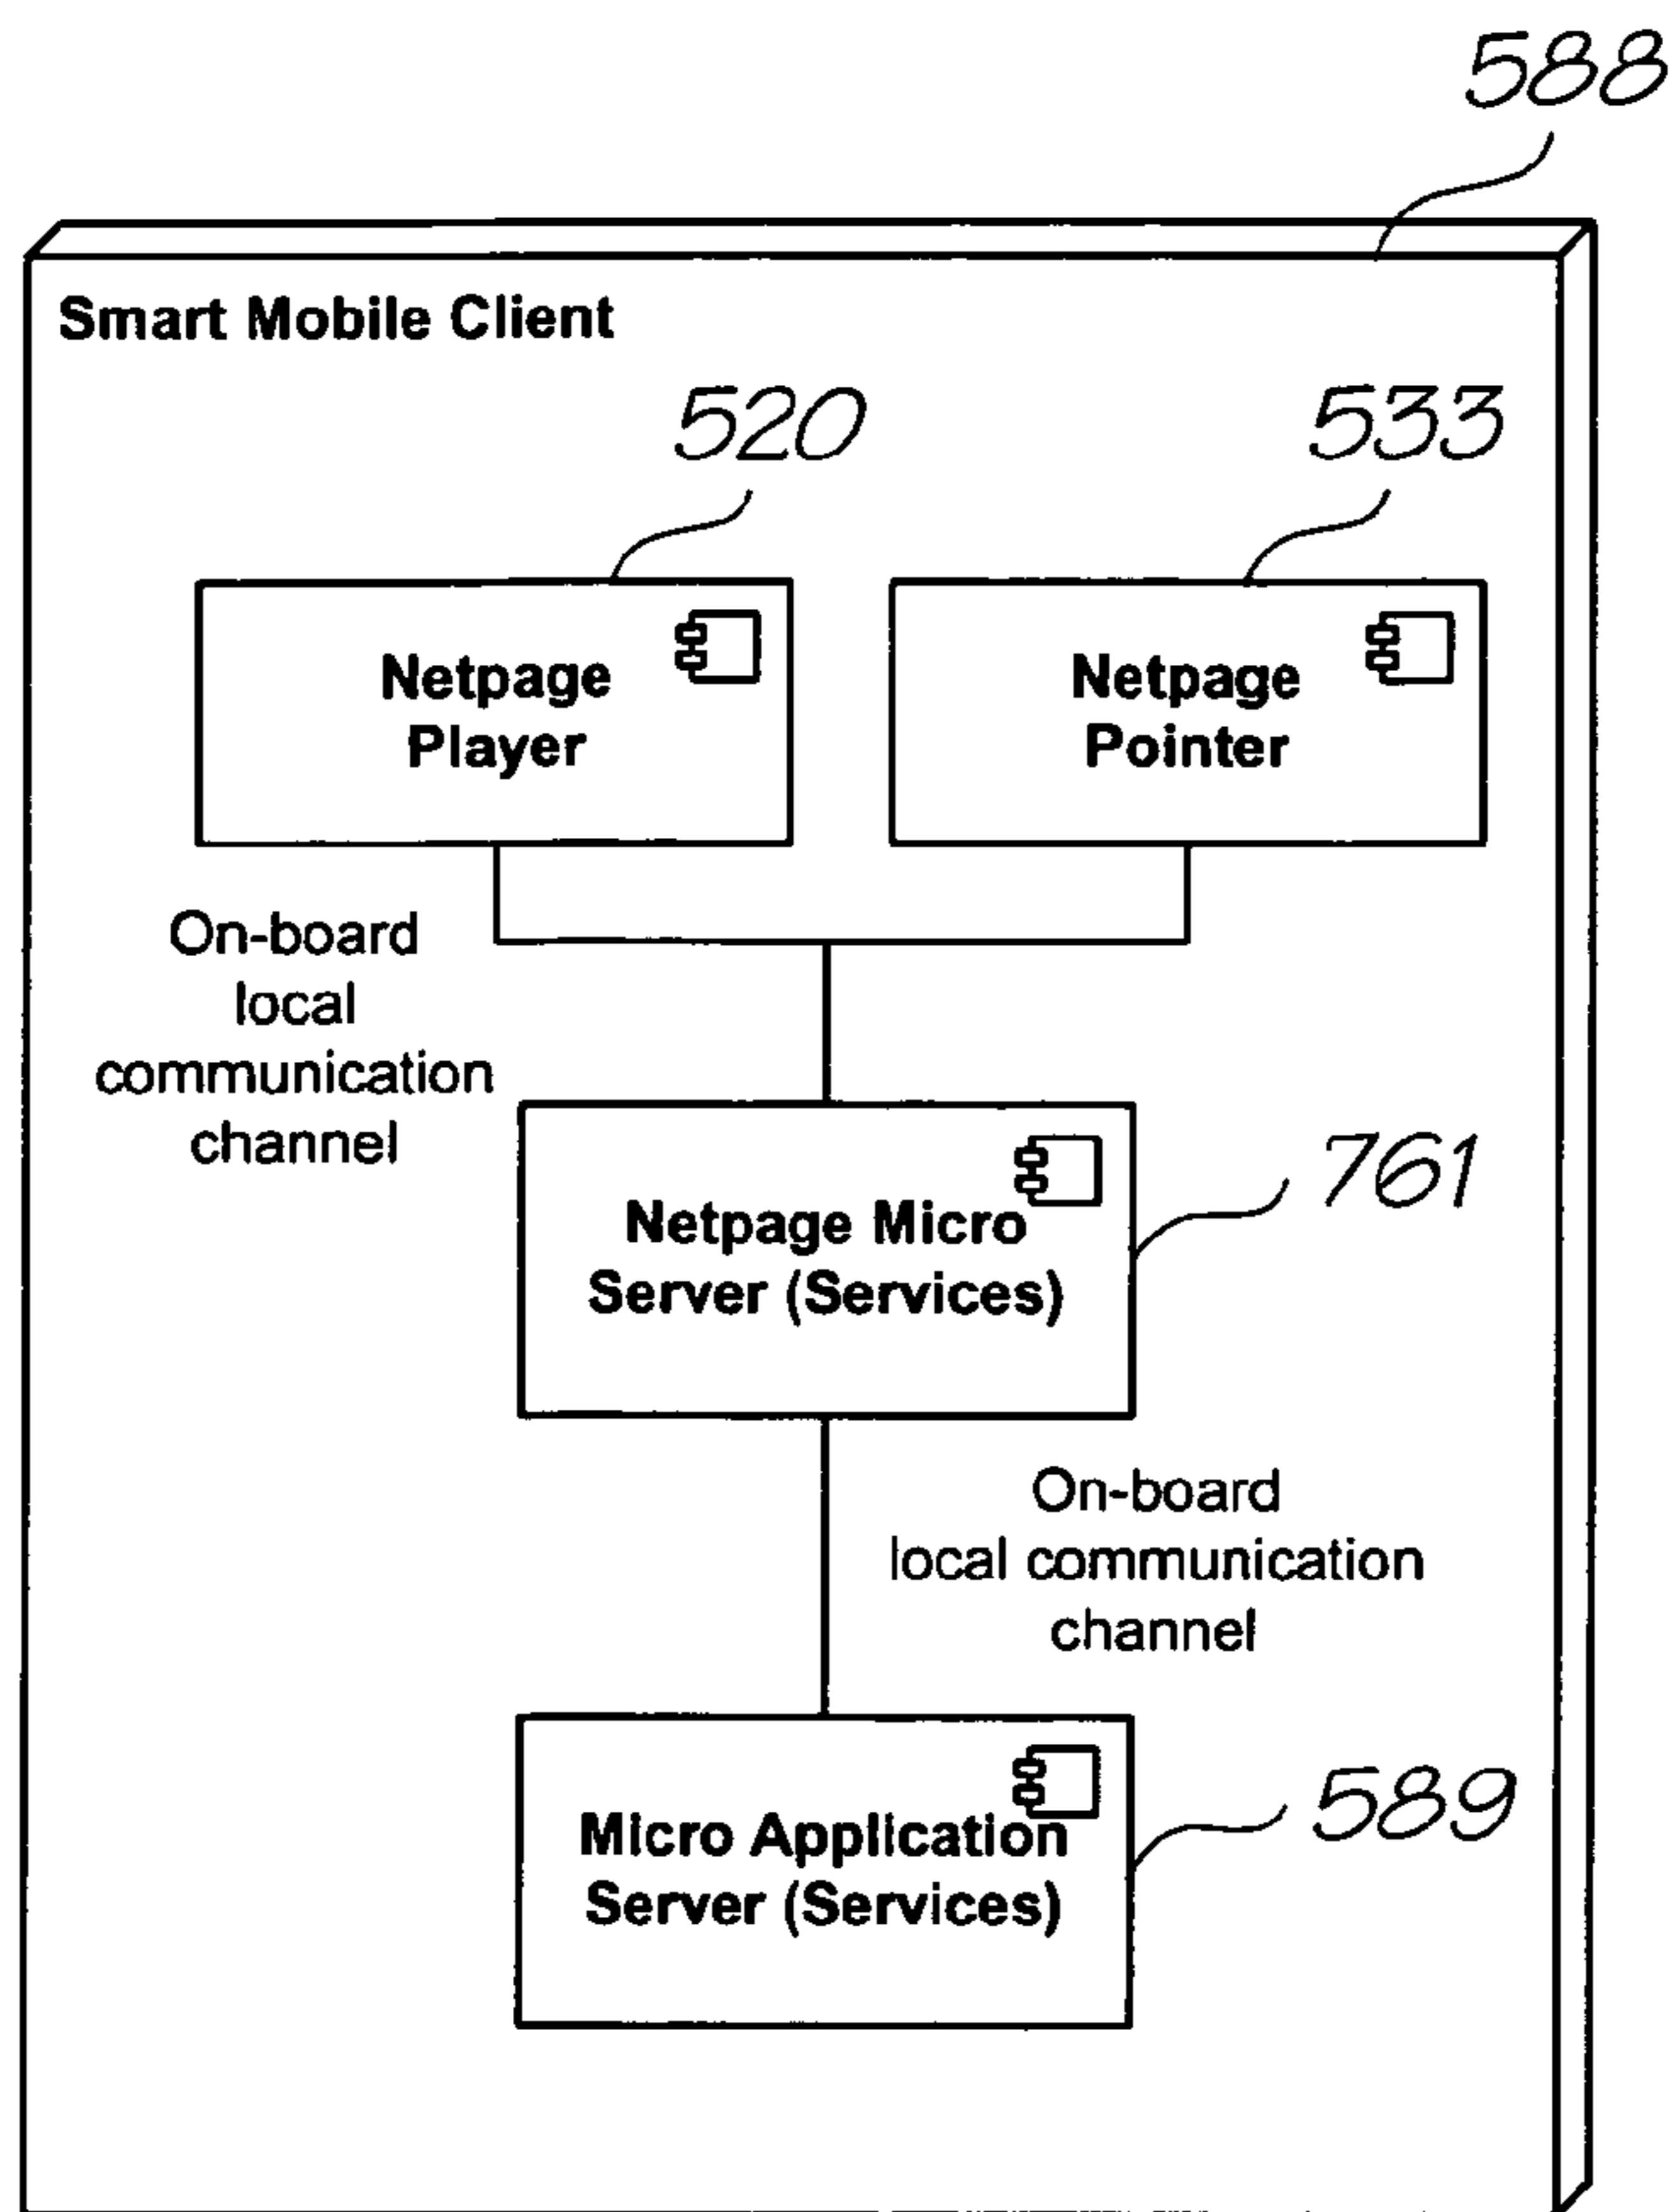 588
Smart Mobile Client
520
533
Netpage
Player
Netpage
Pointer
On-board
local
communication
channel
Netpage Micro
Server (Services)
761
On-board
local communication
channel
Micro Application
Server (Services)
589